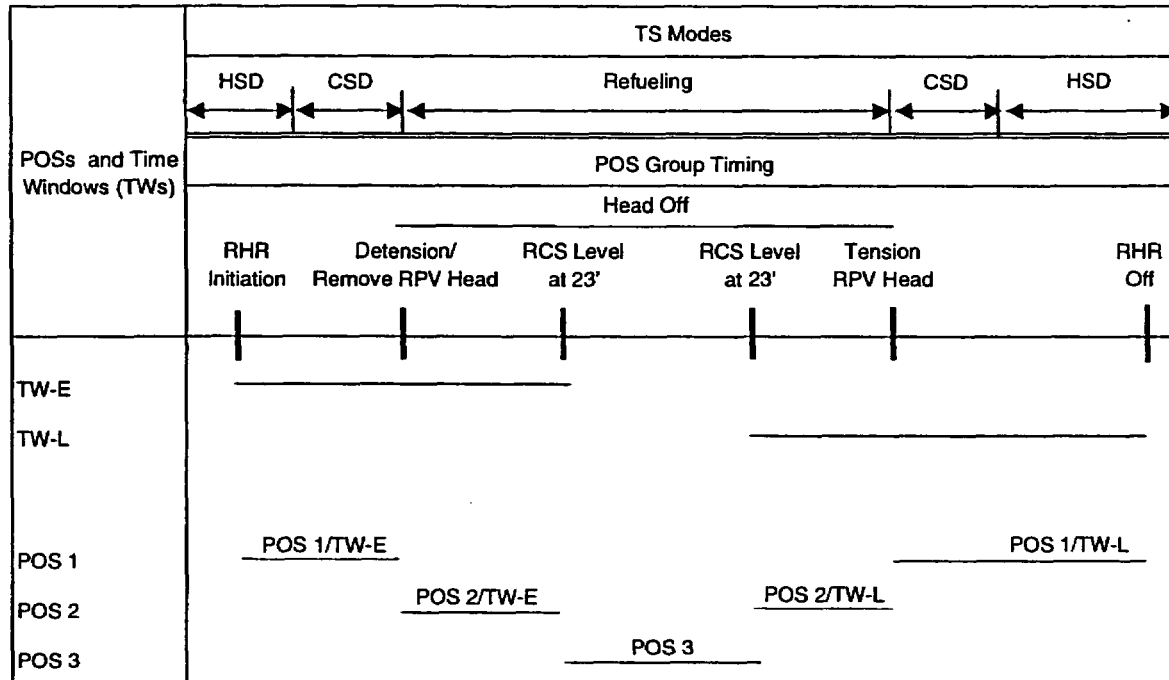 TS Modes
HSD CSD Refueling CSD HSD
POSs and Time
Windows (TWs)
POS Group Timing
Head Off
RHR
Initiation
Detension/
Remove RPV Head
RCS Level
at 23'
RCS Level
at 23'
Tension
RPV Head
RHR
Off
TW-E
TW-L
POS 1
POS 1/TW-E
POS 1/TW-L
POS 2
POS 2/TW-E
POS 2/TW-L
POS 3
POS 3